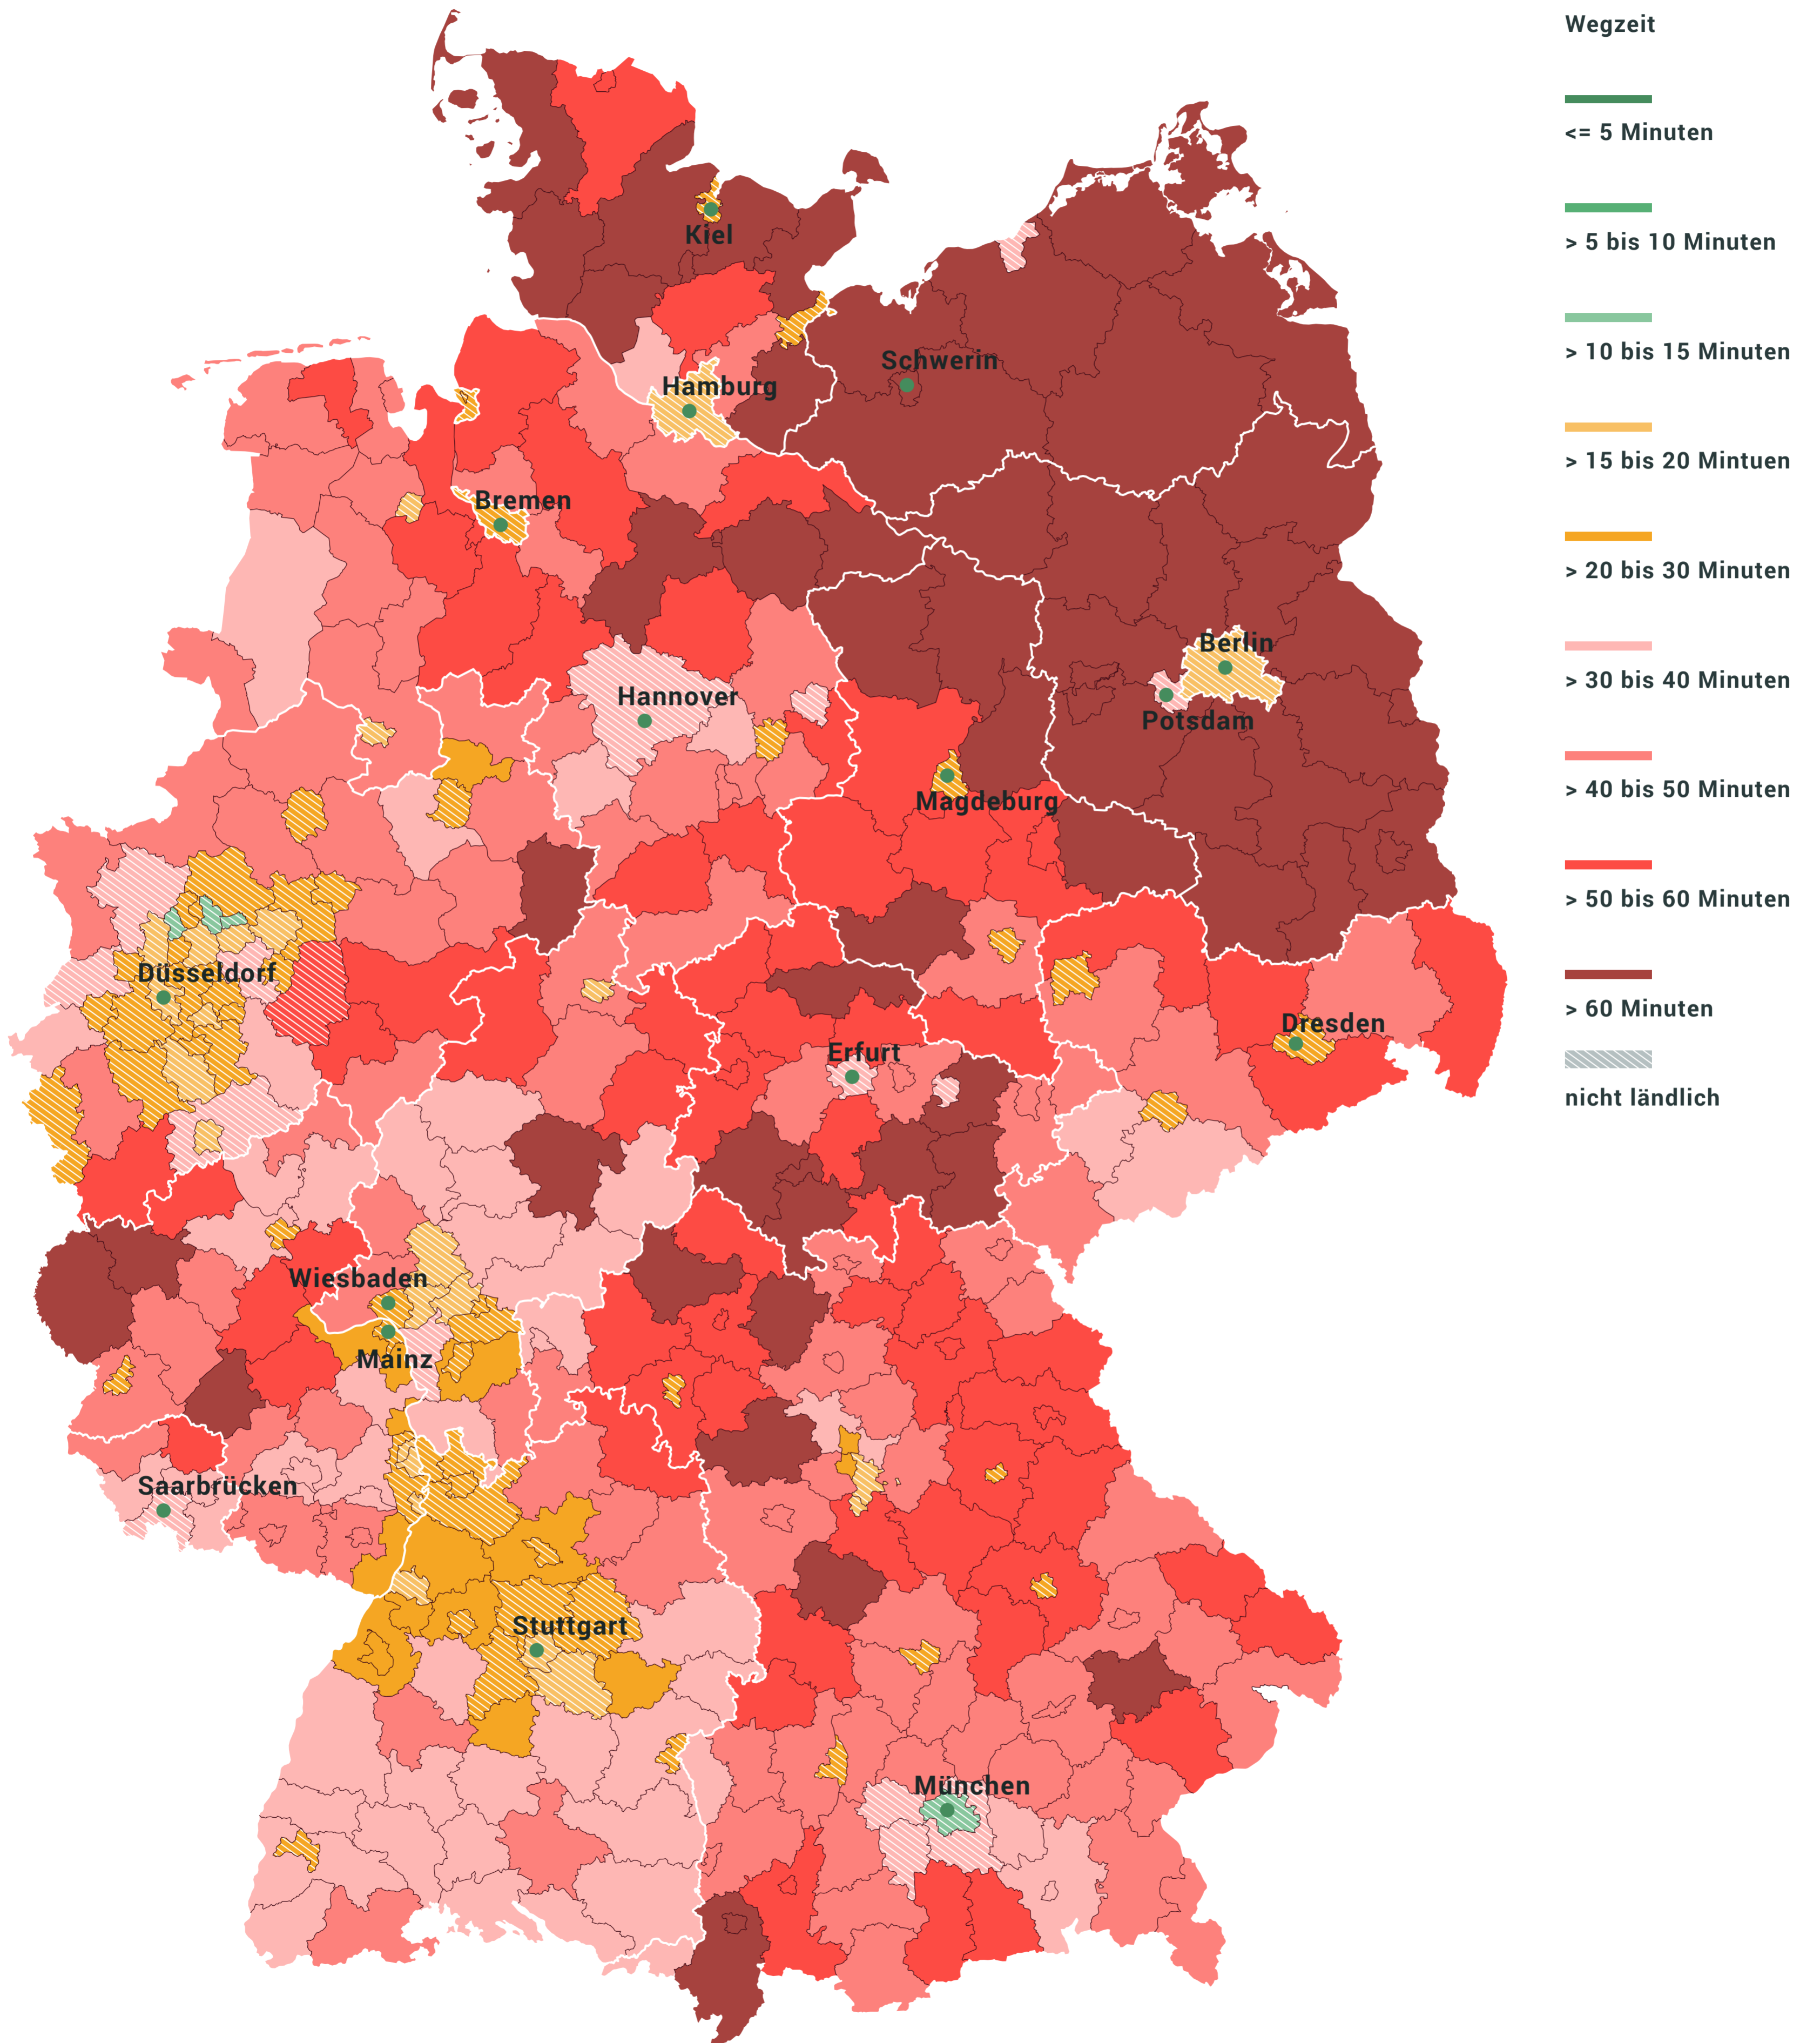 Wegzeit
<= 5 Minuten
> 5 bis 10 Minuten
> 10 bis 15 Minuten
> 15 bis 20 Mintuen
> 20 bis 30 Minuten
> 30 bis 40 Minuten
> 40 bis 50 Minuten
> 50 bis 60 Minuten
> 60 Minuten
nicht ländlich
Kiel
Schwerin
Hamburg
Bremen
Berlin
Hannover
Potsdam
Magdeburg
Düsseldorf
Dresden
Erfurt
Wiesbaden
Mainz
Saarbrücken
Stuttgart
München